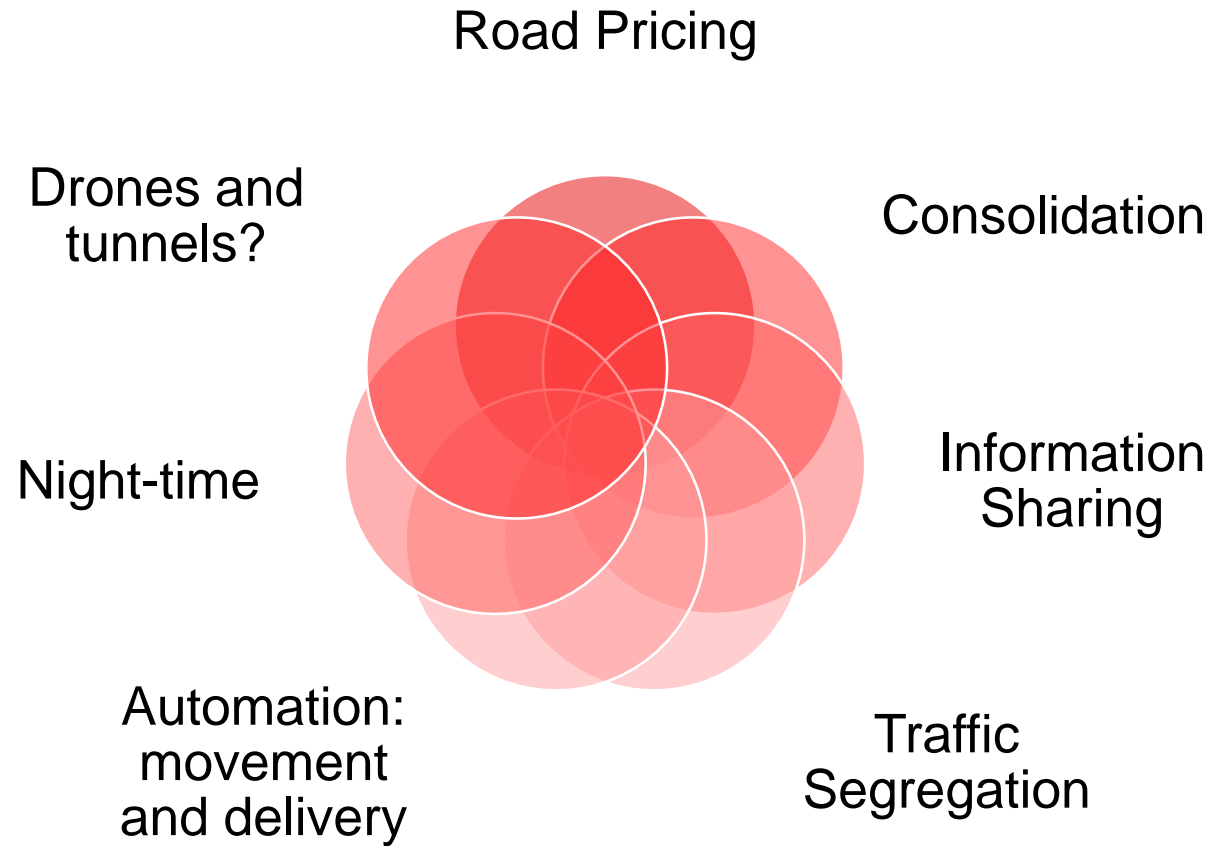 Road Pricing
Consolidation
Information
Sharing
Traffic
Segregation
Automation:
movement
and delivery
Night-time
Drones and
tunnels?